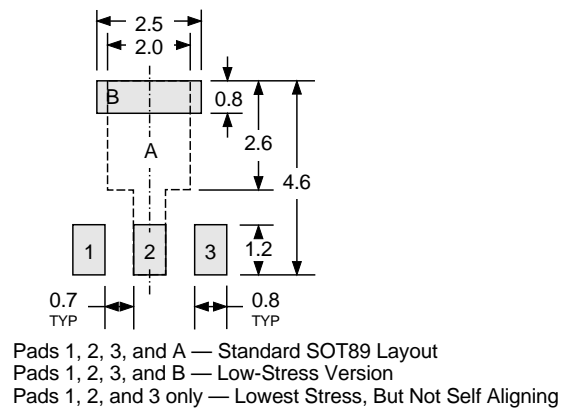 2.5
2.0
B
0.8
A
2.6
4.6
1
2
3
1.2
0.7
TYP
0.8
TYP
Pads 1, 2, 3, and A — Standard SOT89 Layout
Pads 1, 2, 3, and B — Low-Stress Version
Pads 1, 2, and 3 only — Lowest Stress, But Not Self Aligning